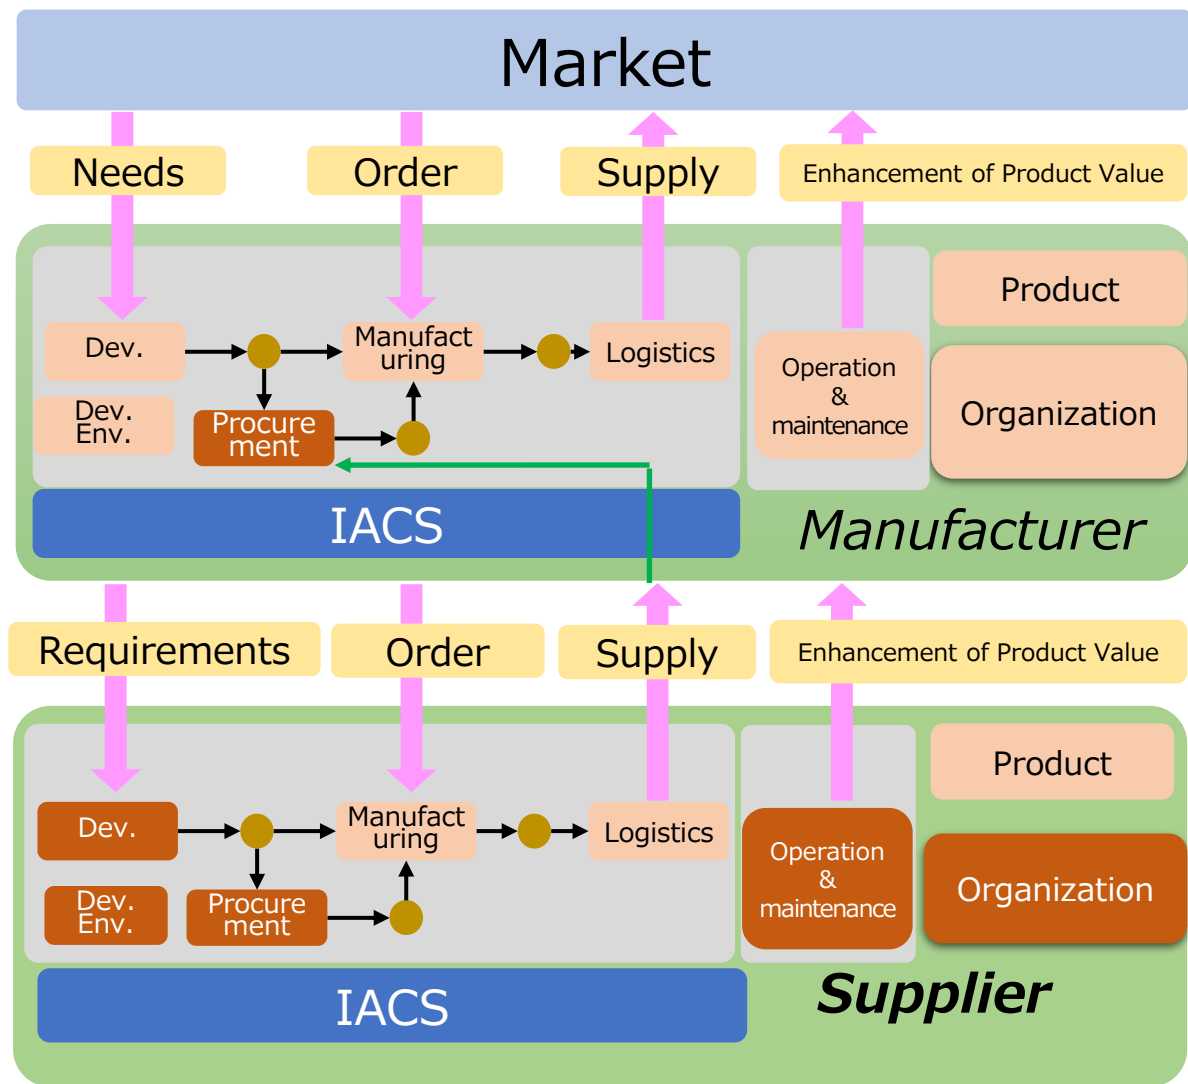 Market
Needs
Order
Supply
Enhancement of Product Value
Dev.
Manufact
uring
Logistics
Dev.
Env.
Procure
ment
Operation
&
maintenance
Product
Organization
IACS
Manufacturer
Requirements
Order
Supply
Enhancement of Product Value
Dev.
Manufact
uring
Logistics
Dev.
Env.
Procure
ment
Operation
&
maintenance
Product
Organization
IACS
Supplier